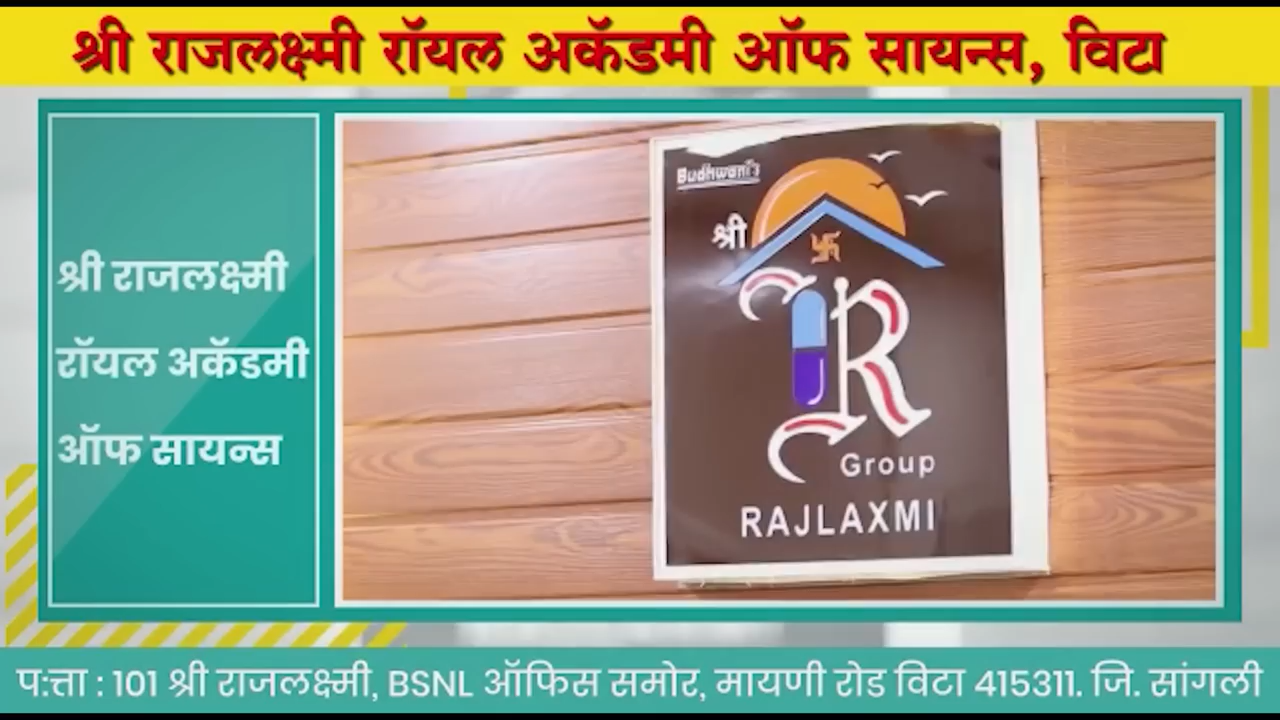 श्री राजलक्ष्मी रॉयल अकॅडमी ऑफ सायन्स, विटा
श्री राजलक्ष्मी
रॉयल अकॅडमी
ऑफ सायन्स
Budhwani's
श्री
R
Group
RAJLAXMI
प:त्ता : 101 श्री राजलक्ष्मी, BSNL ऑफिस समोर, मायणी रोड विटा 415311. जि. सांगली